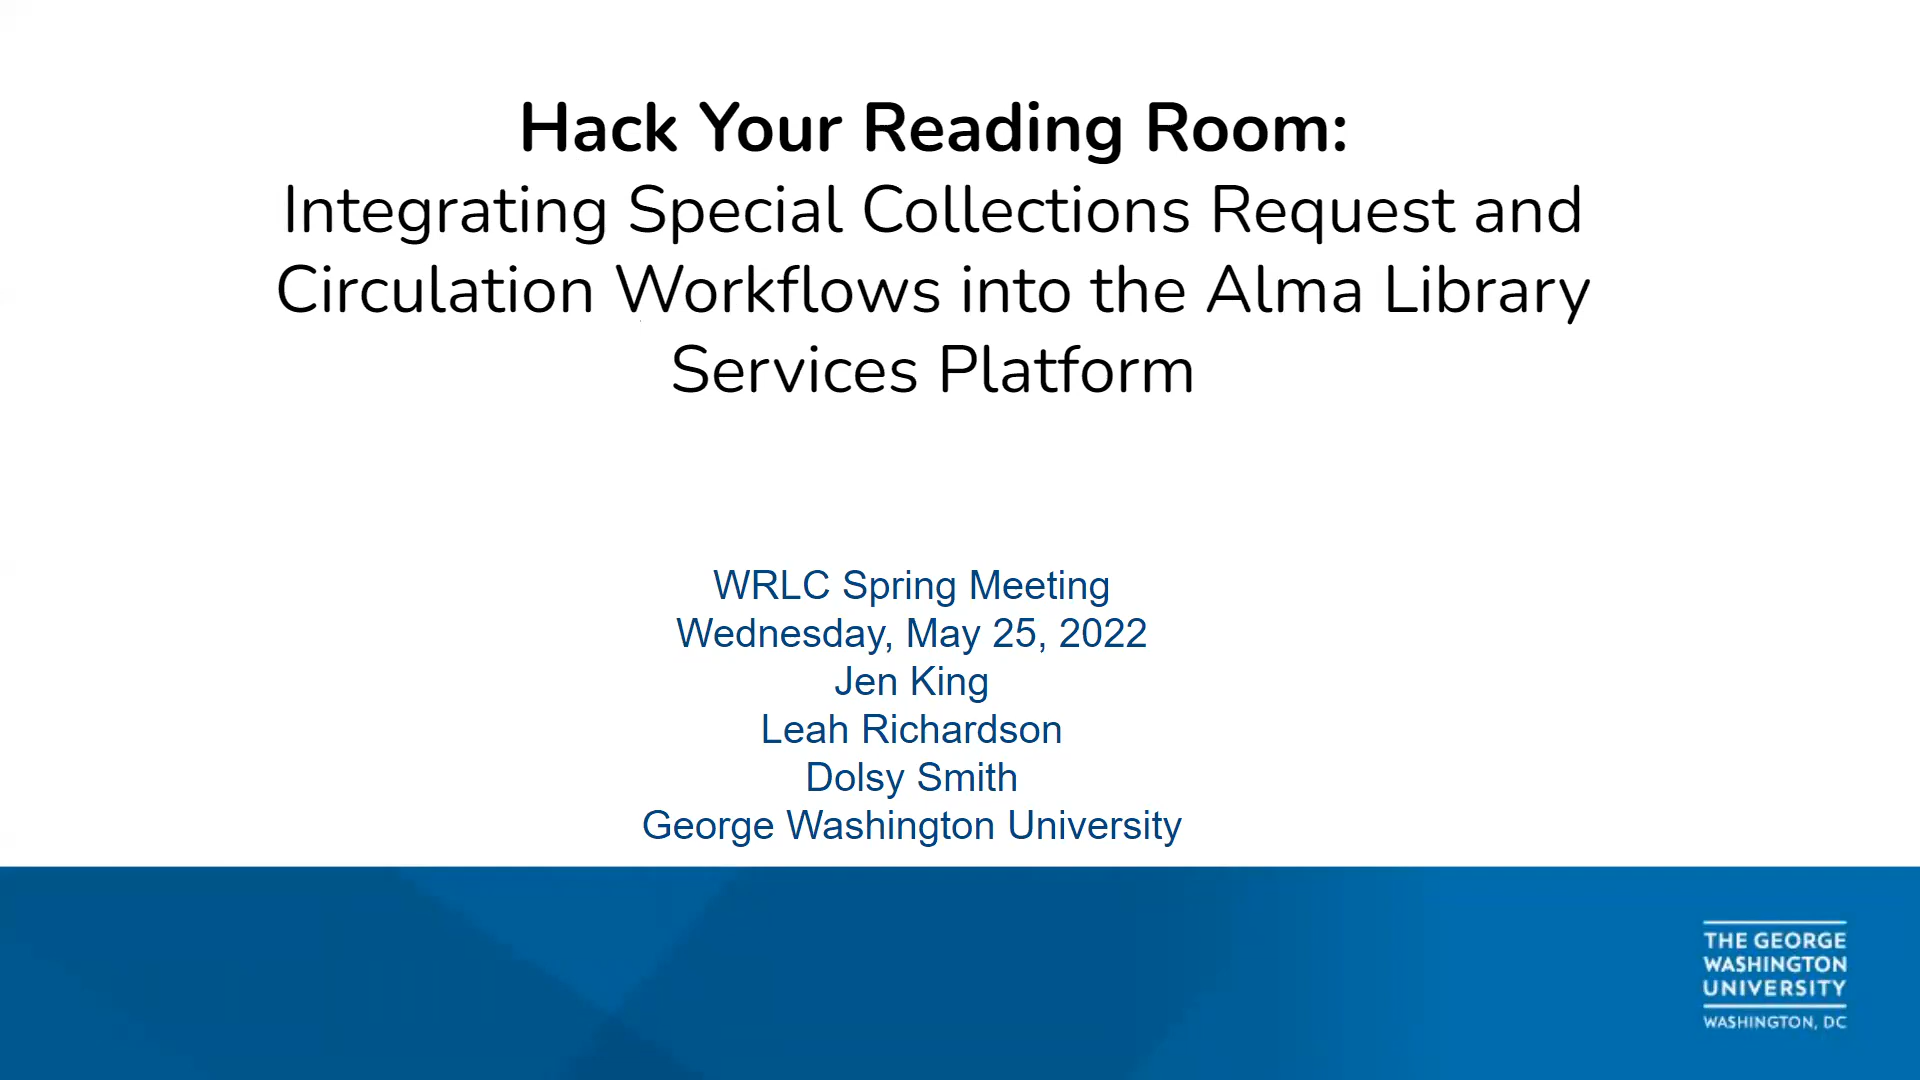 Hack Your Reading Room:
Integrating Special Collections Request and
Circulation Workflows into the Alma Library
Services Platform
WRLC Spring Meeting
Wednesday, May 25, 2022
Jen King
Leah Richardson
Dolsy Smith
George Washington University
THE GEORGE
WASHINGTON
UNIVERSITY
WASHINGTON, DC